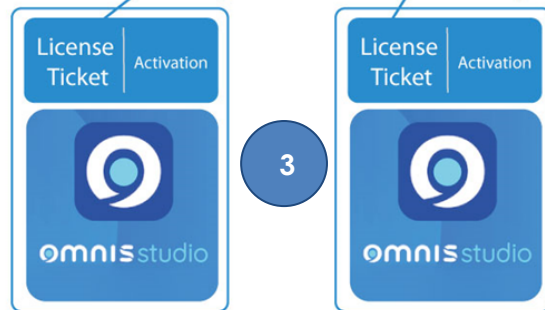 License
Ticket
Activation
omnis studio
3
License
Ticket
Activation
omnis studio